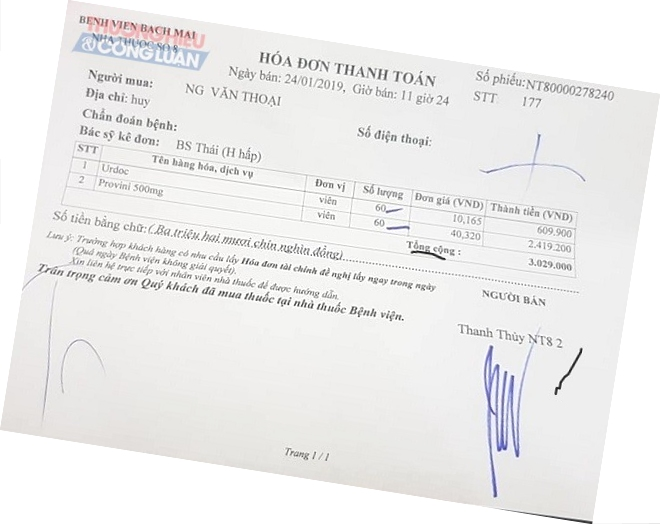 BỆNH VIỆN BẠCH MAI
NHÀ THUỐC SỐ 8
THƯƠNG HIỆU
& CÔNG LUẬN
HÓA ĐƠN THANH TOÁN
Ngày bán: 24/01/2019, Giờ bán: 11 giờ 24
Số phiếu:NT80000278240
STT 177
Người mua: NG VĂN THOẠI
Địa chỉ: huy
Chẩn đoán bệnh:
Số điện thoại:
Bác sỹ kê đơn: BS Thái (H hấp)
STT Tên hàng hóa, dịch vụ Đơn vị Số lượng Đơn giá (VND) Thành tiền (VND)
1 Urdoc viên 60 10,165 609.900
2 Provini 500mg viên 60 40,320 2.419.200
Tổng cộng : 3.029.000
Số tiền bằng chữ: ( Ba triệu hai mươi chín nghìn đồng)
Lưu ý: Trường hợp khách hàng có nhu cầu lấy Hóa đơn tài chính đề nghị lấy ngay trong ngày
(Quá ngày Bệnh viện không giải quyết).
Xin liên hệ trực tiếp với nhân viên nhà thuốc để được hướng dẫn.
Trân trọng cảm ơn Quý khách đã mua thuốc tại nhà thuốc Bệnh viện.
NGƯỜI BÁN
Thanh Thủy NT8 2
Trang 1 / 1